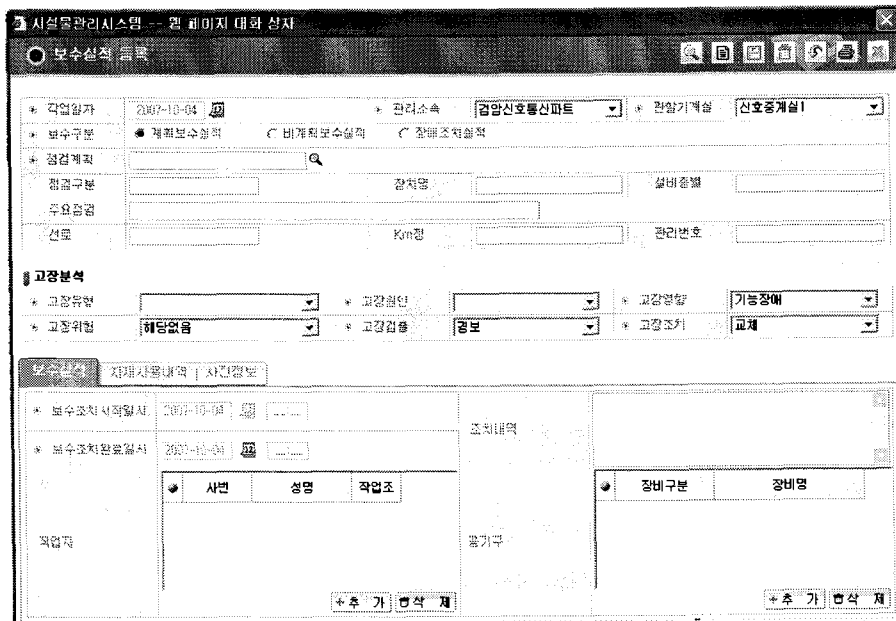 시설물관리시스템 -- 웹 페이지 대화 상자
보수실적 등록
작업일자 2007-10-04 12 관리소속 검암신호통신파트 관할기계실 신호중계실1
보수구분 계획보수실적 비계획보수실적 장애조치실적
점검계획
점검구분 장치명 설비종별
주요점검
선로 Km정 관리번호
고장분석
고장유형 고장원인 고장영향 기능장애
고장위험 해당없음 고장검출 경보 고장조치 교체
보수실적 자재사용내역 | 사진정보
보수조치시작일시 2007-10-04 12 __:__ 조치내역
보수조치완료일시 2007-10-04 12 __:__
사번 성명 작업조 장비구분 장비명
작업자 공기구
추 가 삭 제 추 가 삭 제